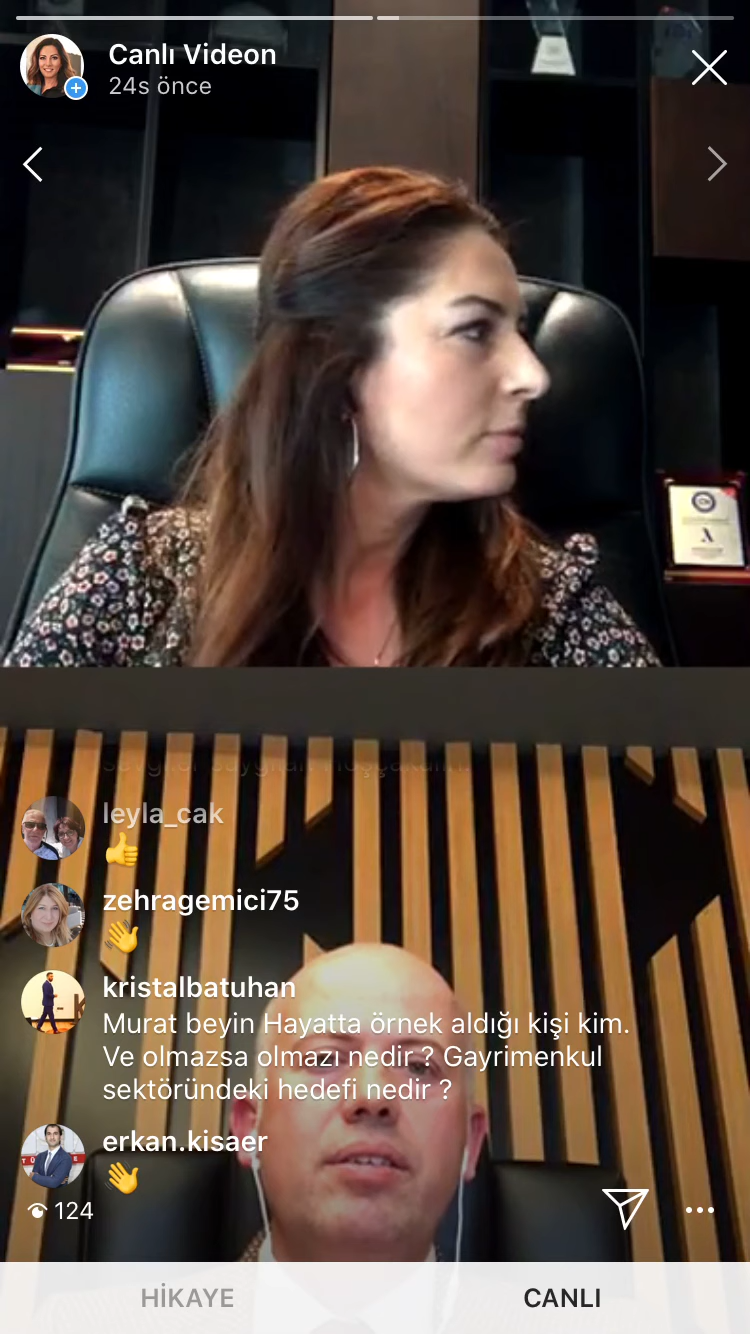 Canlı Videon
24s önce
leyla_cak
👍
zehragemici75
👋
kristalbatuhan
Murat beyin Hayatta örnek aldığı kişi kim.
Ve olmazsa olmazı nedir ? Gayrimenkul
sektöründeki hedefi nedir ?
erkan.kisaer
👋
124
HİKAYE
CANLI